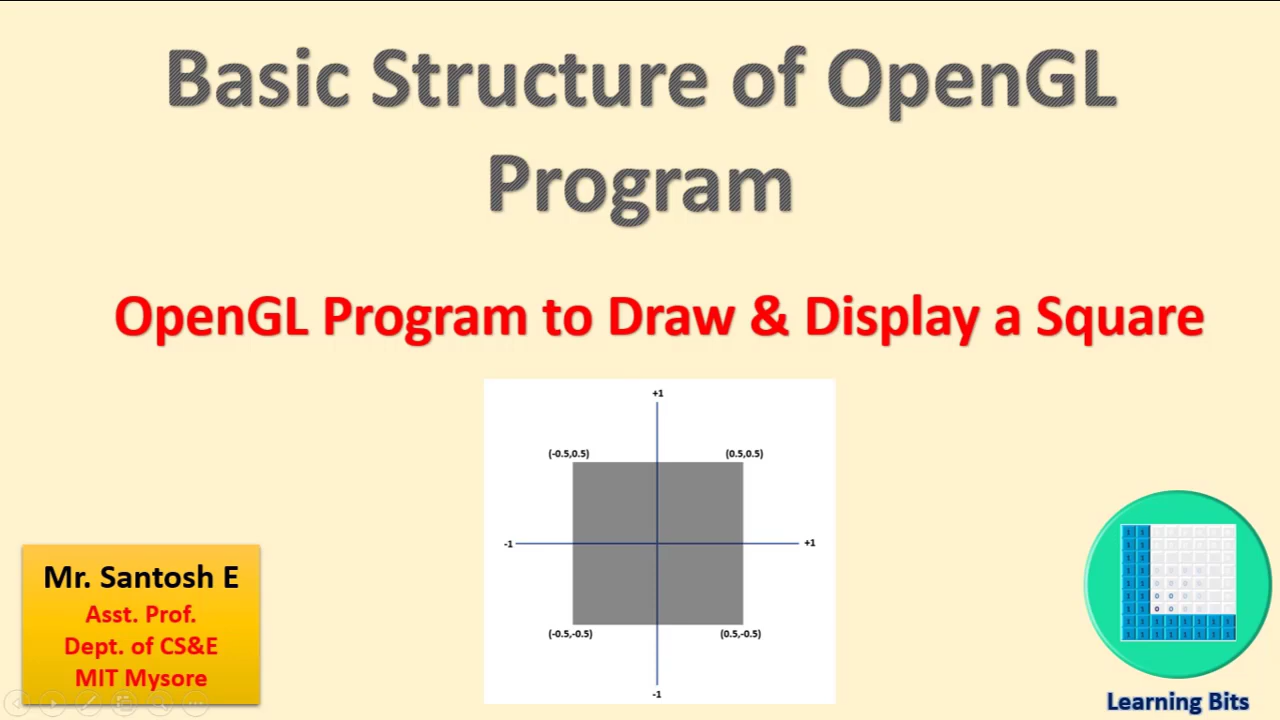 Basic Structure of OpenGL
Program
OpenGL Program to Draw & Display a Square
+1
(-0.5,0.5) (0.5,0.5)
-1 +1
(-0.5,-0.5) (0.5,-0.5)
-1
Mr. Santosh E
Asst. Prof.
Dept. of CS&E
MIT Mysore
Learning Bits